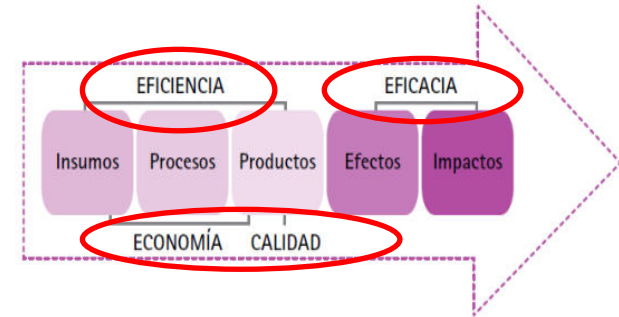 EFICIENCIA EFICACIA
Insumos Procesos Productos Efectos Impactos
ECONOMÍA CALIDAD